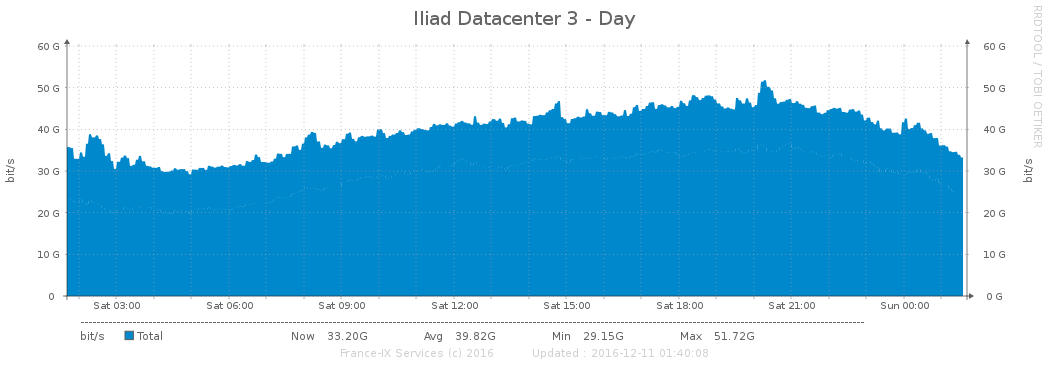 Iliad Datacenter 3 - Day
RRDTOOL / TOBI OETIKER
60 G 60 G
50 G 50 G
40 G 40 G
30 G 30 G
20 G 20 G
10 G 10 G
0 0 G
bit/s bit/s
Sat 03:00 Sat 06:00 Sat 09:00 Sat 12:00 Sat 15:00 Sat 18:00 Sat 21:00 Sun 00:00
bit/s Total Now 33.20G Avg 39.82G Min 29.15G Max 51.72G
France-IX Services (c) 2016 Updated : 2016-12-11 01:40:08